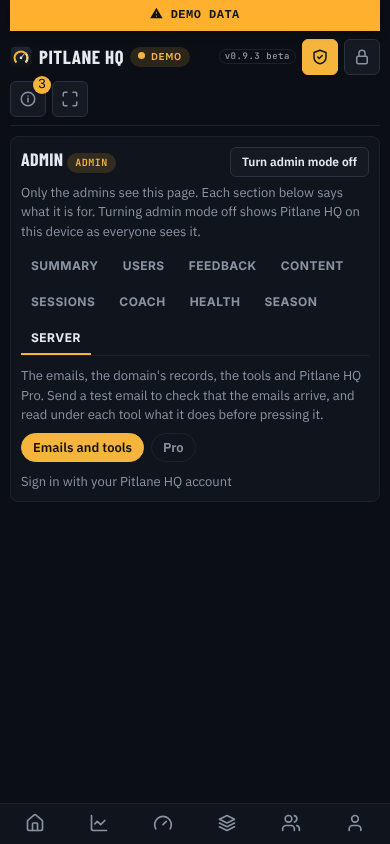 DEMO DATA
PITLANE HQ DEMO v0.9.3 beta
3
ADMIN ADMIN Turn admin mode off
Only the admins see this page. Each section below says
what it is for. Turning admin mode off shows Pitlane HQ on
this device as everyone sees it.
SUMMARY USERS FEEDBACK CONTENT
SESSIONS COACH HEALTH SEASON
SERVER
The emails, the domain's records, the tools and Pitlane HQ
Pro. Send a test email to check that the emails arrive, and
read under each tool what it does before pressing it.
Emails and tools Pro
Sign in with your Pitlane HQ account